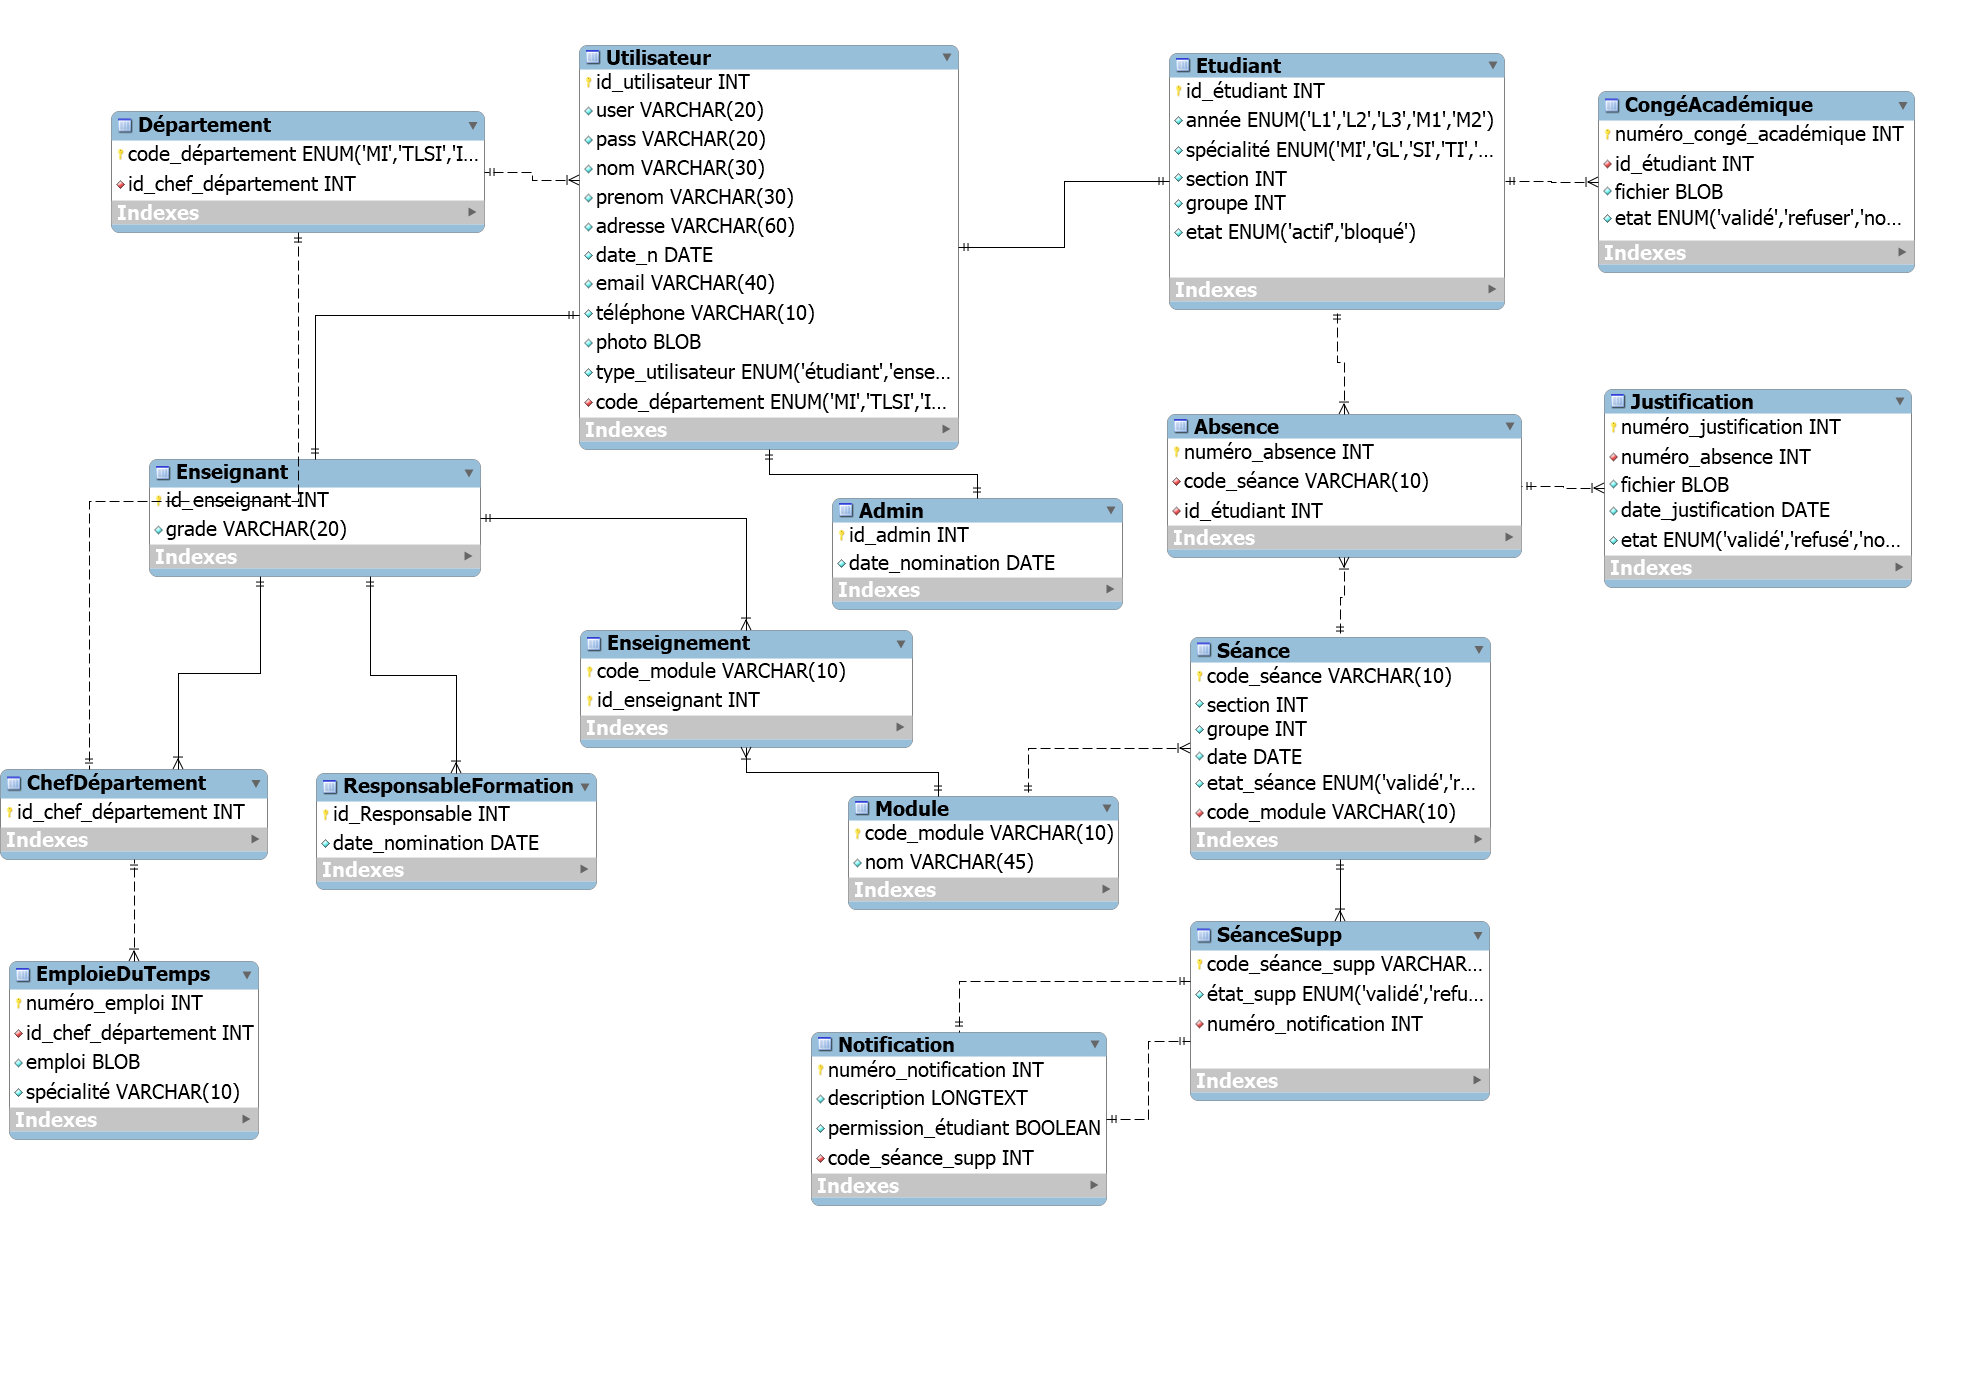 Utilisateur
id_utilisateur INT
user VARCHAR(20)
pass VARCHAR(20)
nom VARCHAR(30)
prenom VARCHAR(30)
adresse VARCHAR(60)
date_n DATE
email VARCHAR(40)
téléphone VARCHAR(10)
photo BLOB
type_utilisateur ENUM('étudiant','ense...
code_département ENUM('MI','TLSI','I...
Indexes
Etudiant
id_étudiant INT
année ENUM('L1','L2','L3','M1','M2')
spécialité ENUM('MI','GL','SI','TI','...
section INT
groupe INT
etat ENUM('actif','bloqué')
Indexes
CongéAcadémique
numéro_congé_académique INT
id_étudiant INT
fichier BLOB
etat ENUM('validé','refuser','no...
Indexes
Département
code_département ENUM('MI','TLSI','I...
id_chef_département INT
Indexes
Justification
numéro_justification INT
numéro_absence INT
fichier BLOB
date_justification DATE
etat ENUM('validé','refusé','no...
Indexes
Absence
numéro_absence INT
code_séance VARCHAR(10)
id_étudiant INT
Indexes
Enseignant
id_enseignant INT
grade VARCHAR(20)
Indexes
Admin
id_admin INT
date_nomination DATE
Indexes
Enseignement
code_module VARCHAR(10)
id_enseignant INT
Indexes
Séance
code_séance VARCHAR(10)
section INT
groupe INT
date DATE
etat_séance ENUM('validé','r...
code_module VARCHAR(10)
Indexes
ChefDépartement
id_chef_département INT
Indexes
ResponsableFormation
id_Responsable INT
date_nomination DATE
Indexes
Module
code_module VARCHAR(10)
nom VARCHAR(45)
Indexes
SéanceSupp
code_séance_supp VARCHAR...
état_supp ENUM('validé','refu...
numéro_notification INT
Indexes
EmploieDuTemps
numéro_emploi INT
id_chef_département INT
emploi BLOB
spécialité VARCHAR(10)
Indexes
Notification
numéro_notification INT
description LONGTEXT
permission_étudiant BOOLEAN
code_séance_supp INT
Indexes